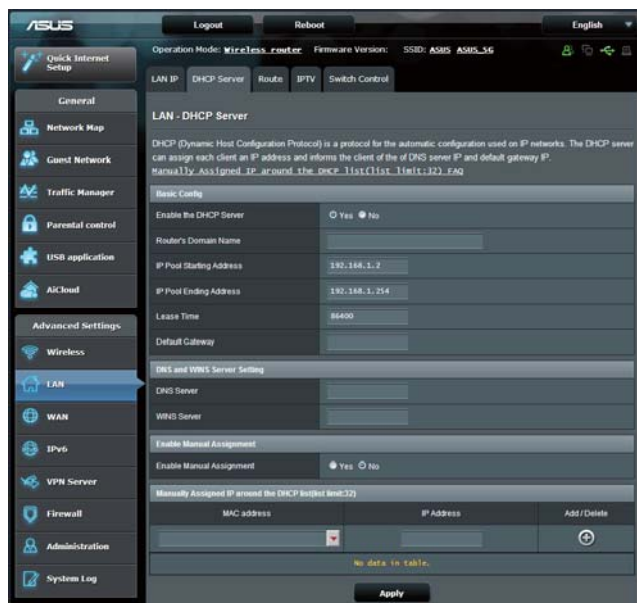 ASUS
Logout
Reboot
English
Quick Internet Setup
Operation Mode: Wireless router Firmware Version: SSID: ASUS ASUS_5G
LAN IP
DHCP Server
Route
IPTV
Switch Control
General
Network Map
Guest Network
Traffic Manager
Parental control
USB application
AiCloud
Advanced Settings
Wireless
LAN
WAN
IPv6
VPN Server
Firewall
Administration
System Log
LAN - DHCP Server
DHCP (Dynamic Host Configuration Protocol) is a protocol for the automatic configuration used on IP networks. The DHCP server
can assign each client an IP address and informs the client of the of DNS server IP and default gateway IP.
Manually Assigned IP around the DHCP list(list limit:32) FAQ
Basic Config
Enable the DHCP Server Yes No
Router's Domain Name
IP Pool Starting Address 192.168.1.2
IP Pool Ending Address 192.168.1.254
Lease Time 86400
Default Gateway
DNS and WINS Server Setting
DNS Server
WINS Server
Enable Manual Assignment
Enable Manual Assignment Yes No
Manually Assigned IP around the DHCP list(list limit:32)
MAC address IP Address Add / Delete
No data in table.
Apply